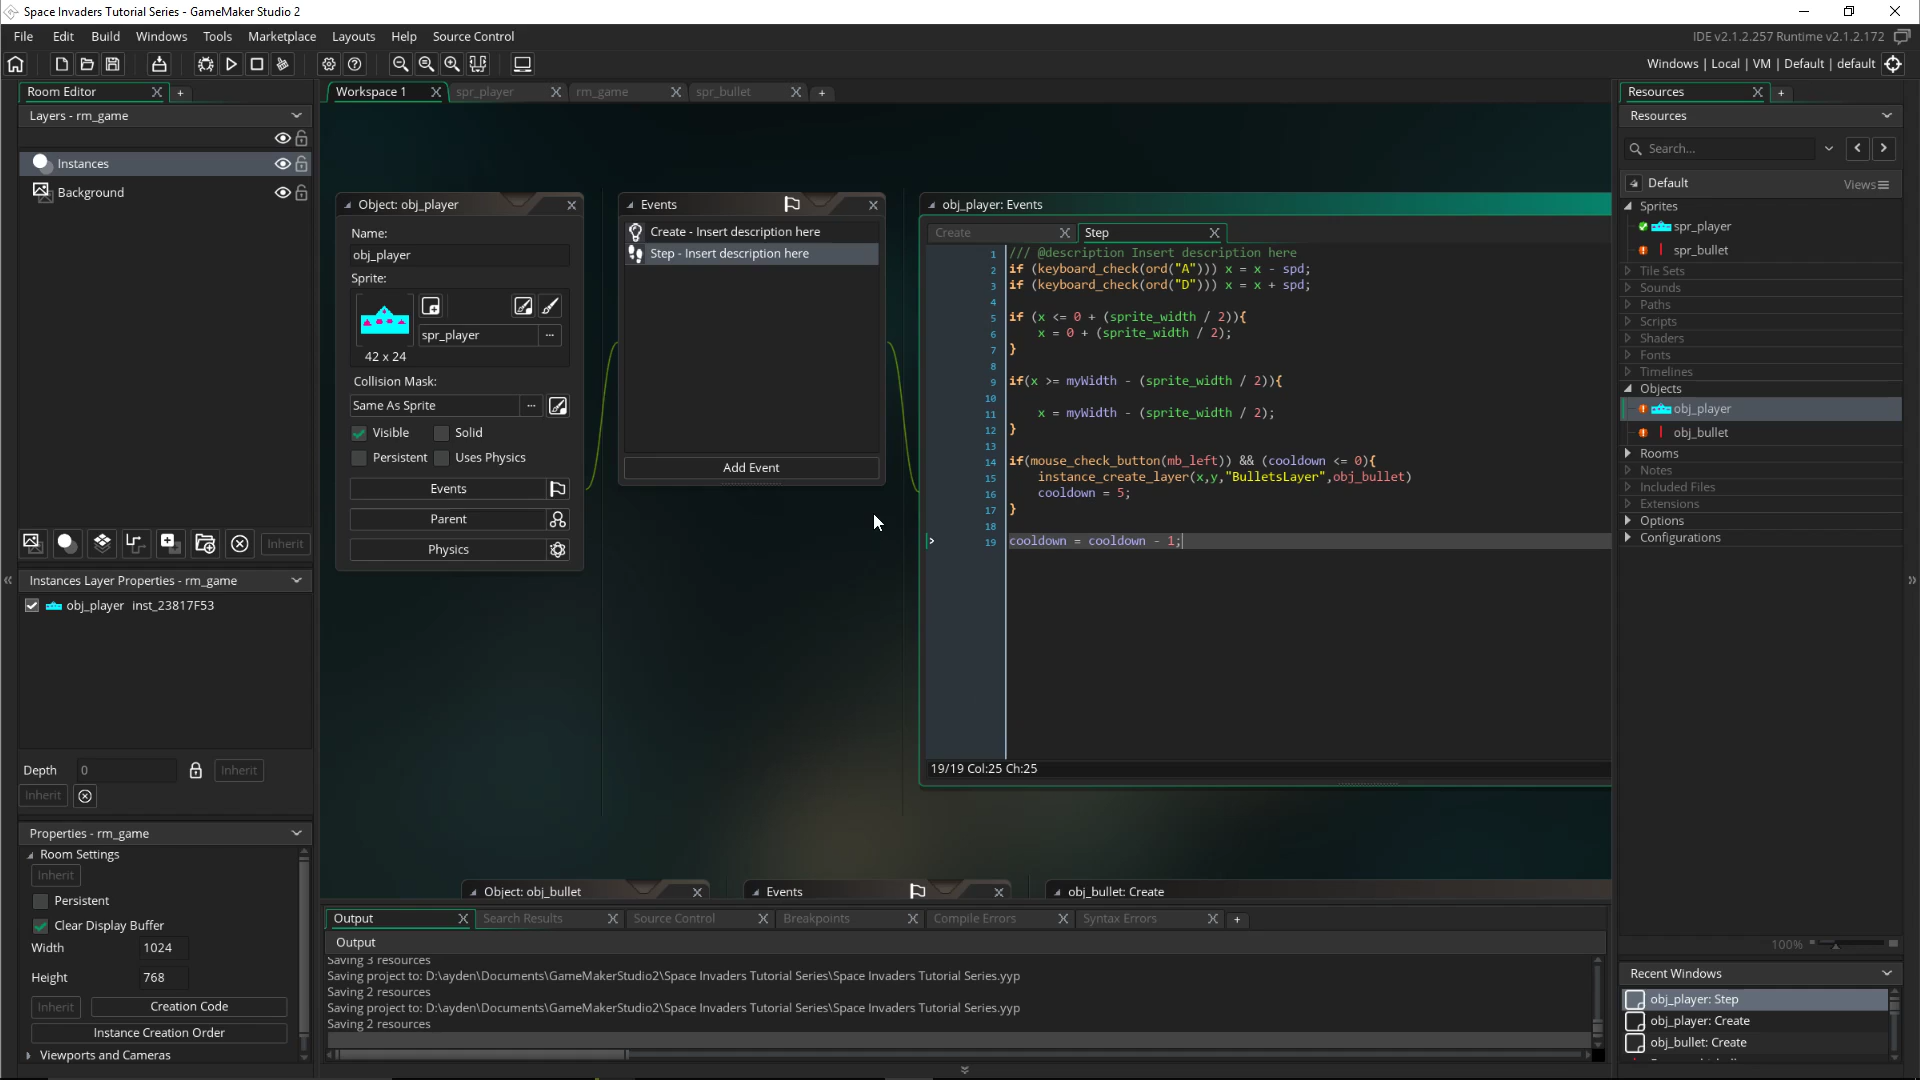 Space Invaders Tutorial Series - GameMaker Studio 2
File Edit Build Windows Tools Marketplace Layouts Help Source Control
IDE v2.1.2.257 Runtime v2.1.2.172
Windows | Local | VM | Default | default
Room Editor
Layers - rm_game
Instances
Background
Inherit
Instances Layer Properties - rm_game
obj_player inst_23817F53
Depth 0 Inherit
Inherit
Properties - rm_game
Room Settings
Inherit
Persistent
Clear Display Buffer
Width 1024
Height 768
Inherit Creation Code
Instance Creation Order
Viewports and Cameras
Workspace 1 spr_player rm_game spr_bullet
Object: obj_player
Name:
obj_player
Sprite:
spr_player
42 x 24
Collision Mask:
Same As Sprite
Visible Solid
Persistent Uses Physics
Events
Parent
Physics
Events
Create - Insert description here
Step - Insert description here
Add Event
obj_player: Events
Create Step
1 /// @description Insert description here
2 if (keyboard_check(ord("A"))) x = x - spd;
3 if (keyboard_check(ord("D"))) x = x + spd;
4
5 if (x <= 0 + (sprite_width / 2)){
6 x = 0 + (sprite_width / 2);
7 }
8
9 if(x >= myWidth - (sprite_width / 2)){
10
11 x = myWidth - (sprite_width / 2);
12 }
13
14 if(mouse_check_button(mb_left)) && (cooldown <= 0){
15 instance_create_layer(x,y,"BulletsLayer",obj_bullet)
16 cooldown = 5;
17 }
18
19 cooldown = cooldown - 1;
19/19 Col:25 Ch:25
Object: obj_bullet
Events
obj_bullet: Create
Output Search Results Source Control Breakpoints Compile Errors Syntax Errors
Output
Saving 3 resources
Saving project to: D:\ayden\Documents\GameMakerStudio2\Space Invaders Tutorial Series\Space Invaders Tutorial Series.yyp
Saving 2 resources
Saving project to: D:\ayden\Documents\GameMakerStudio2\Space Invaders Tutorial Series\Space Invaders Tutorial Series.yyp
Saving 2 resources
Resources
Resources
Search...
Default Views
Sprites
spr_player
spr_bullet
Tile Sets
Sounds
Paths
Scripts
Shaders
Fonts
Timelines
Objects
obj_player
obj_bullet
Rooms
Notes
Included Files
Extensions
Options
Configurations
100%
Recent Windows
obj_player: Step
obj_player: Create
obj_bullet: Create